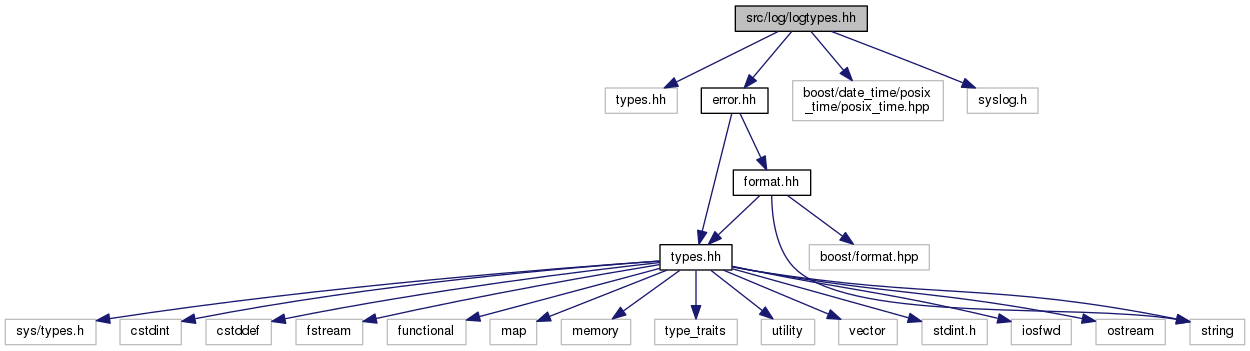 src/log/logtypes.hh
types.hh
error.hh
boost/date_time/posix
_time/posix_time.hpp
syslog.h
format.hh
types.hh
boost/format.hpp
sys/types.h
cstdint
cstddef
fstream
functional
map
memory
type_traits
utility
vector
stdint.h
iosfwd
ostream
string